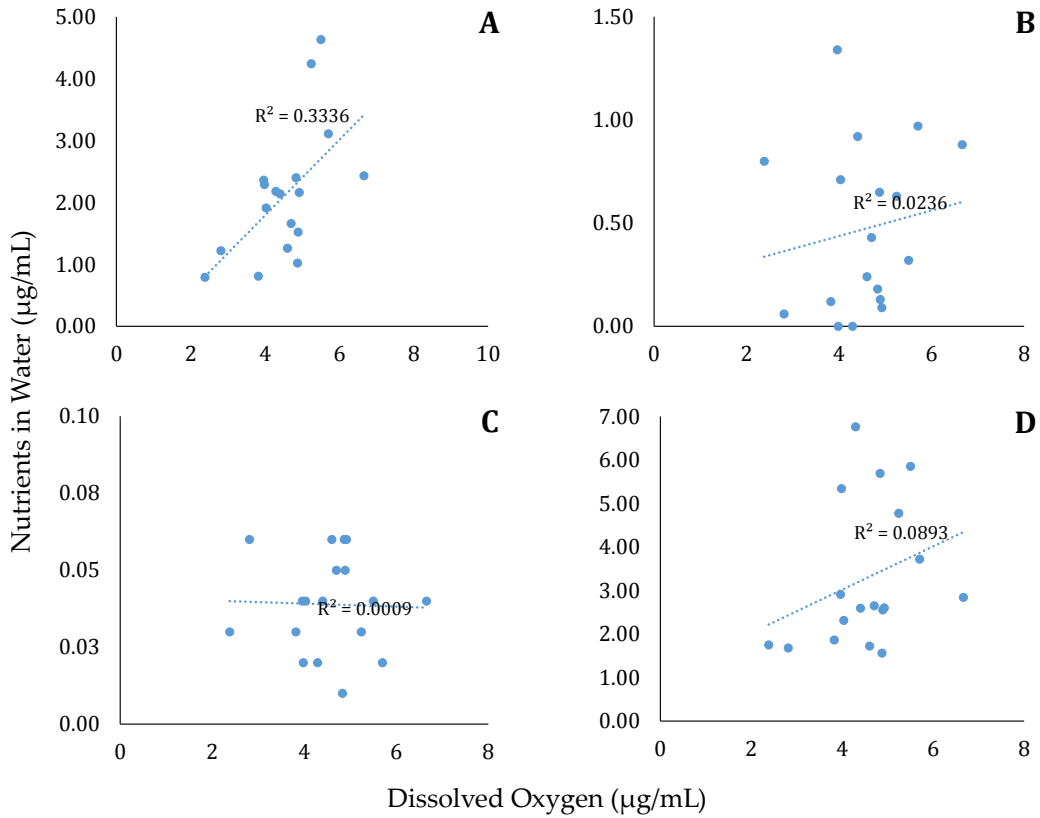 Nutrients in Water (µg/mL)
A
5.00
4.00
3.00
2.00
1.00
0.00
R² = 0.3336
0 2 4 6 8 10
B
1.50
1.00
0.50
0.00
R² = 0.0236
0 2 4 6 8
C
0.10
0.08
0.05
0.03
0.00
R² = 0.0009
0 2 4 6 8
D
7.00
6.00
5.00
4.00
3.00
2.00
1.00
0.00
R² = 0.0893
0 2 4 6 8
Dissolved Oxygen (µg/mL)